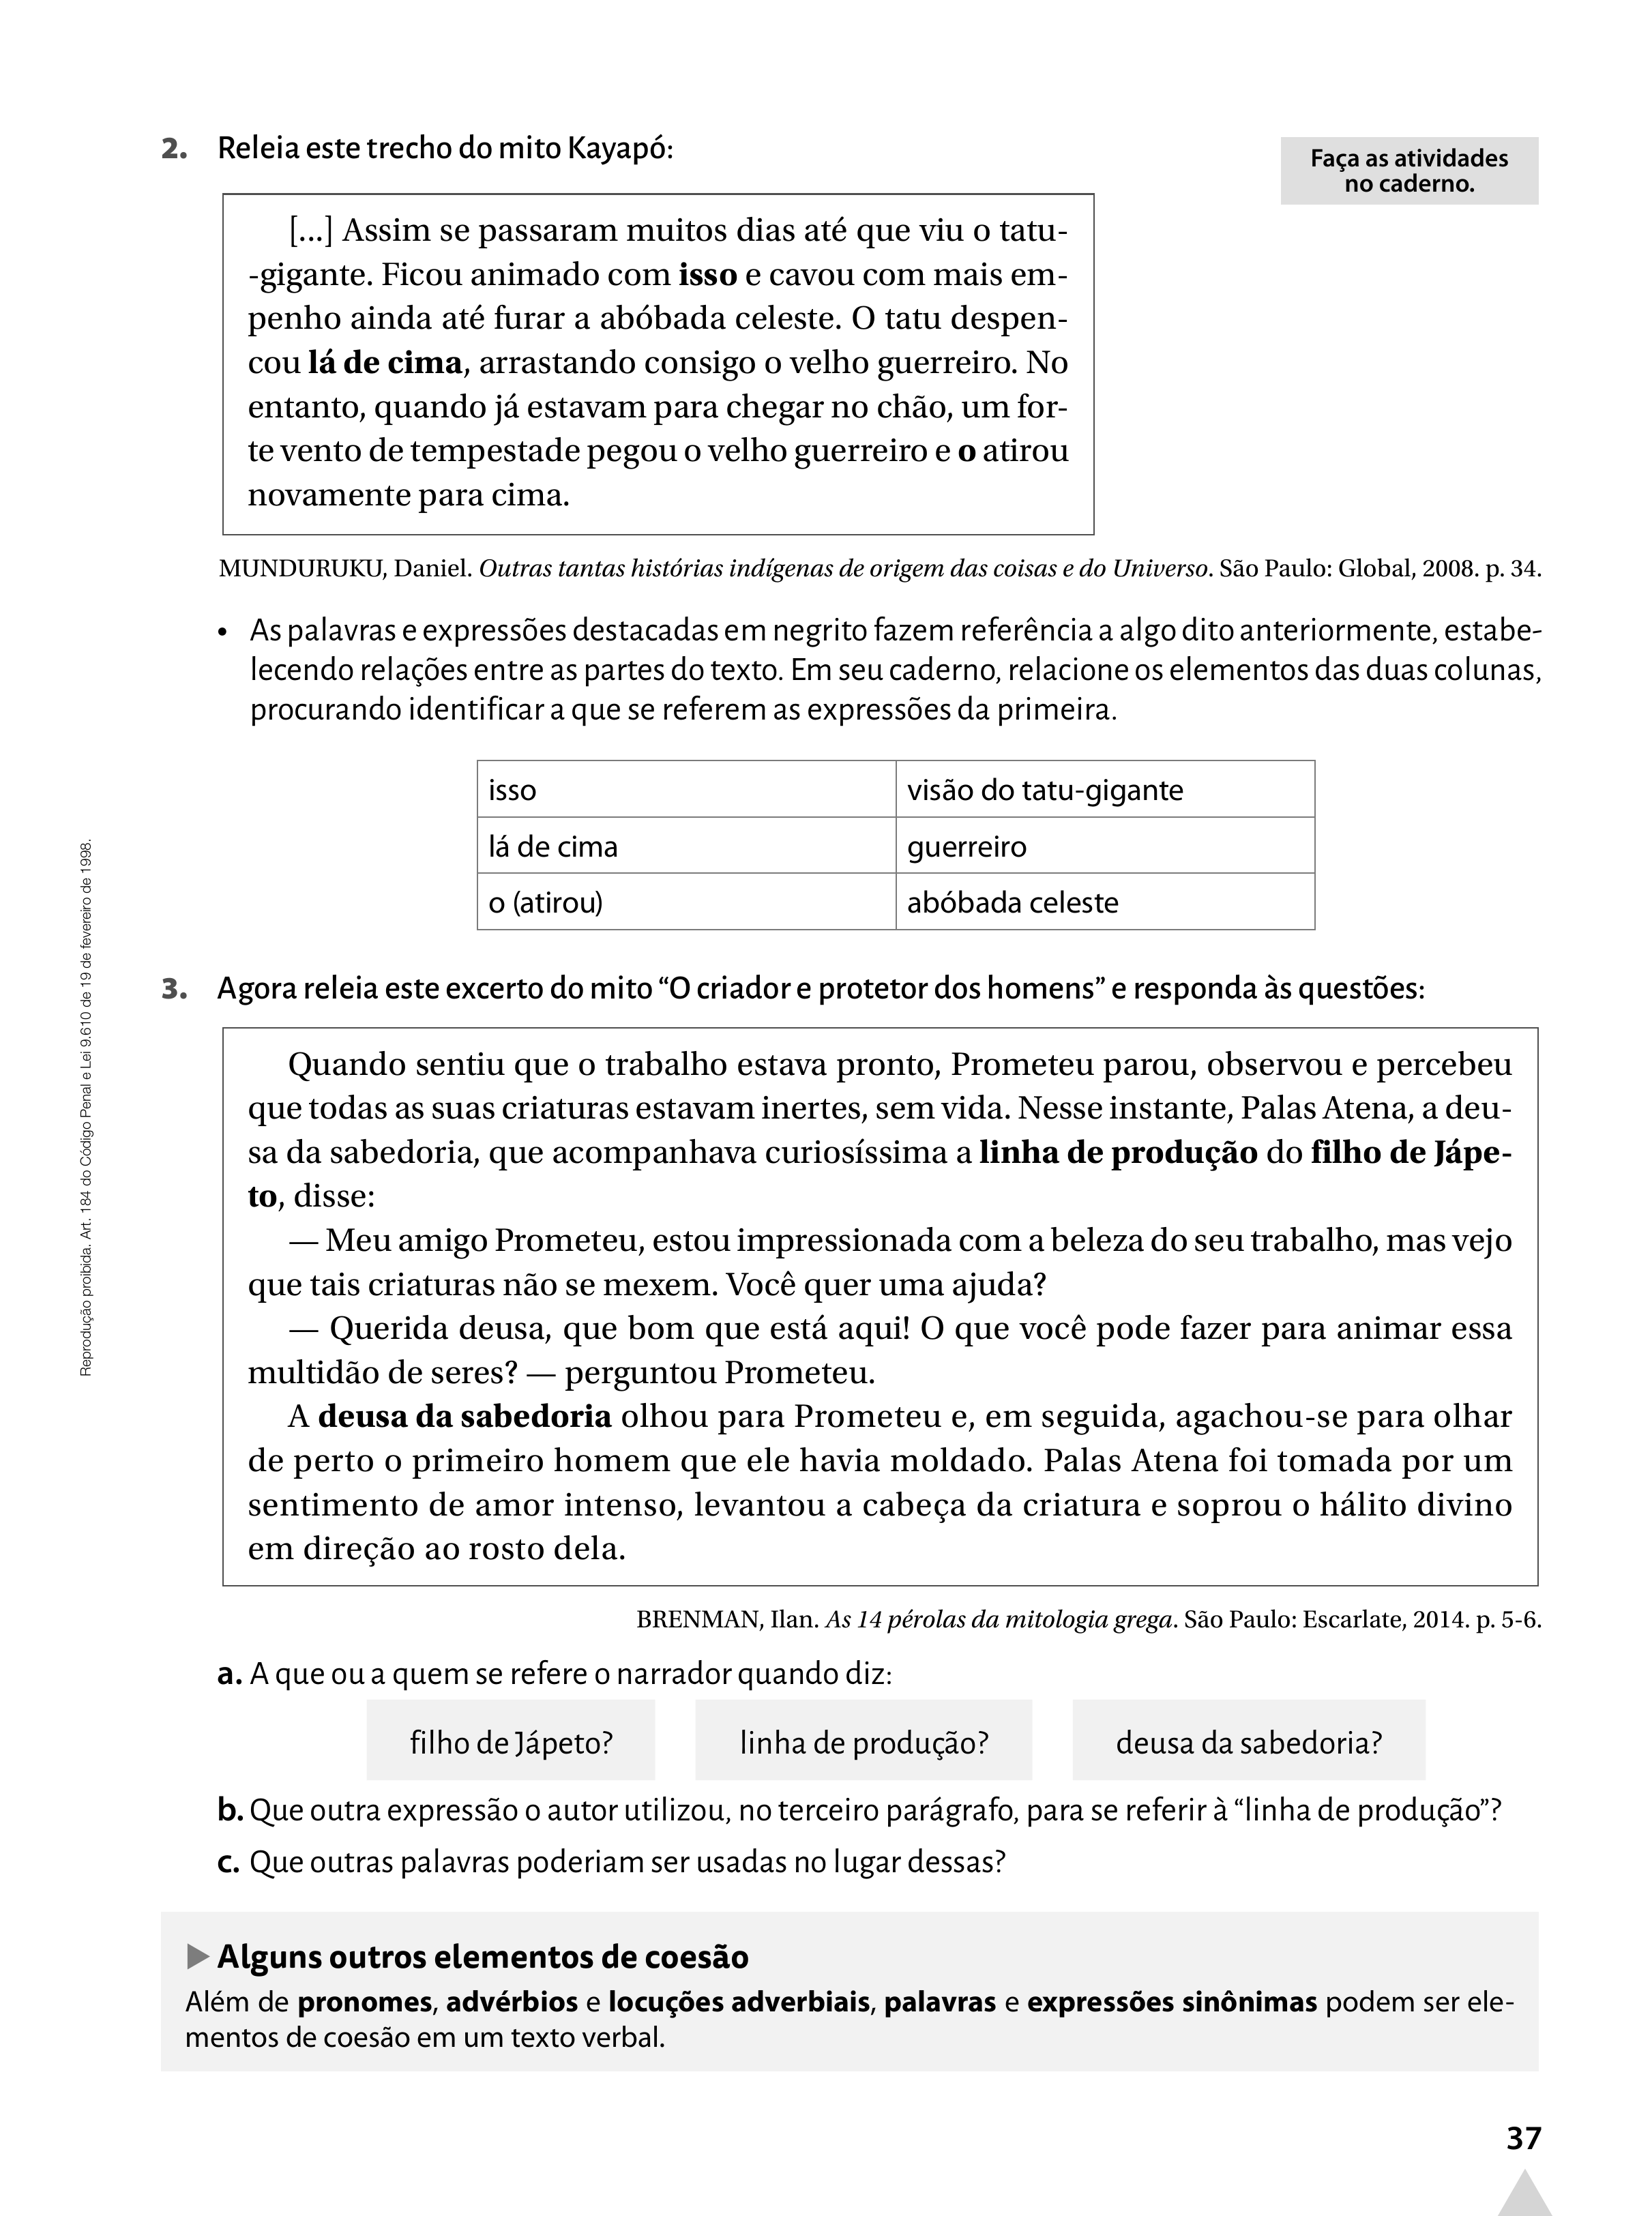 2. Releia este trecho do mito Kayapó:
Faça as atividades
no caderno.
[...] Assim se passaram muitos dias até que viu o tatu-
-gigante. Ficou animado com isso e cavou com mais em-
penho ainda até furar a abóbada celeste. O tatu despen-
cou lá de cima, arrastando consigo o velho guerreiro. No
entanto, quando já estavam para chegar no chão, um for-
te vento de tempestade pegou o velho guerreiro e o atirou
novamente para cima.
MUNDURUKU, Daniel. Outras tantas histórias indígenas de origem das coisas e do Universo. São Paulo: Global, 2008. p. 34.
• As palavras e expressões destacadas em negrito fazem referência a algo dito anteriormente, estabe-
lecendo relações entre as partes do texto. Em seu caderno, relacione os elementos das duas colunas,
procurando identificar a que se referem as expressões da primeira.
isso visão do tatu-gigante
lá de cima guerreiro
o (atirou) abóbada celeste
3. Agora releia este excerto do mito “O criador e protetor dos homens” e responda às questões:
Quando sentiu que o trabalho estava pronto, Prometeu parou, observou e percebeu
que todas as suas criaturas estavam inertes, sem vida. Nesse instante, Palas Atena, a deu-
sa da sabedoria, que acompanhava curiosíssima a linha de produção do filho de Jápe-
to, disse:
— Meu amigo Prometeu, estou impressionada com a beleza do seu trabalho, mas vejo
que tais criaturas não se mexem. Você quer uma ajuda?
— Querida deusa, que bom que está aqui! O que você pode fazer para animar essa
multidão de seres? — perguntou Prometeu.
A deusa da sabedoria olhou para Prometeu e, em seguida, agachou-se para olhar
de perto o primeiro homem que ele havia moldado. Palas Atena foi tomada por um
sentimento de amor intenso, levantou a cabeça da criatura e soprou o hálito divino
em direção ao rosto dela.
BRENMAN, Ilan. As 14 pérolas da mitologia grega. São Paulo: Escarlate, 2014. p. 5-6.
a. A que ou a quem se refere o narrador quando diz:
filho de Jápeto? linha de produção? deusa da sabedoria?
b. Que outra expressão o autor utilizou, no terceiro parágrafo, para se referir à “linha de produção”?
c. Que outras palavras poderiam ser usadas no lugar dessas?
Alguns outros elementos de coesão
Além de pronomes, advérbios e locuções adverbiais, palavras e expressões sinônimas podem ser ele-
mentos de coesão em um texto verbal.
37
Reprodução proibida. Art. 184 do Código Penal e Lei 9.610 de 19 de fevereiro de 1998.